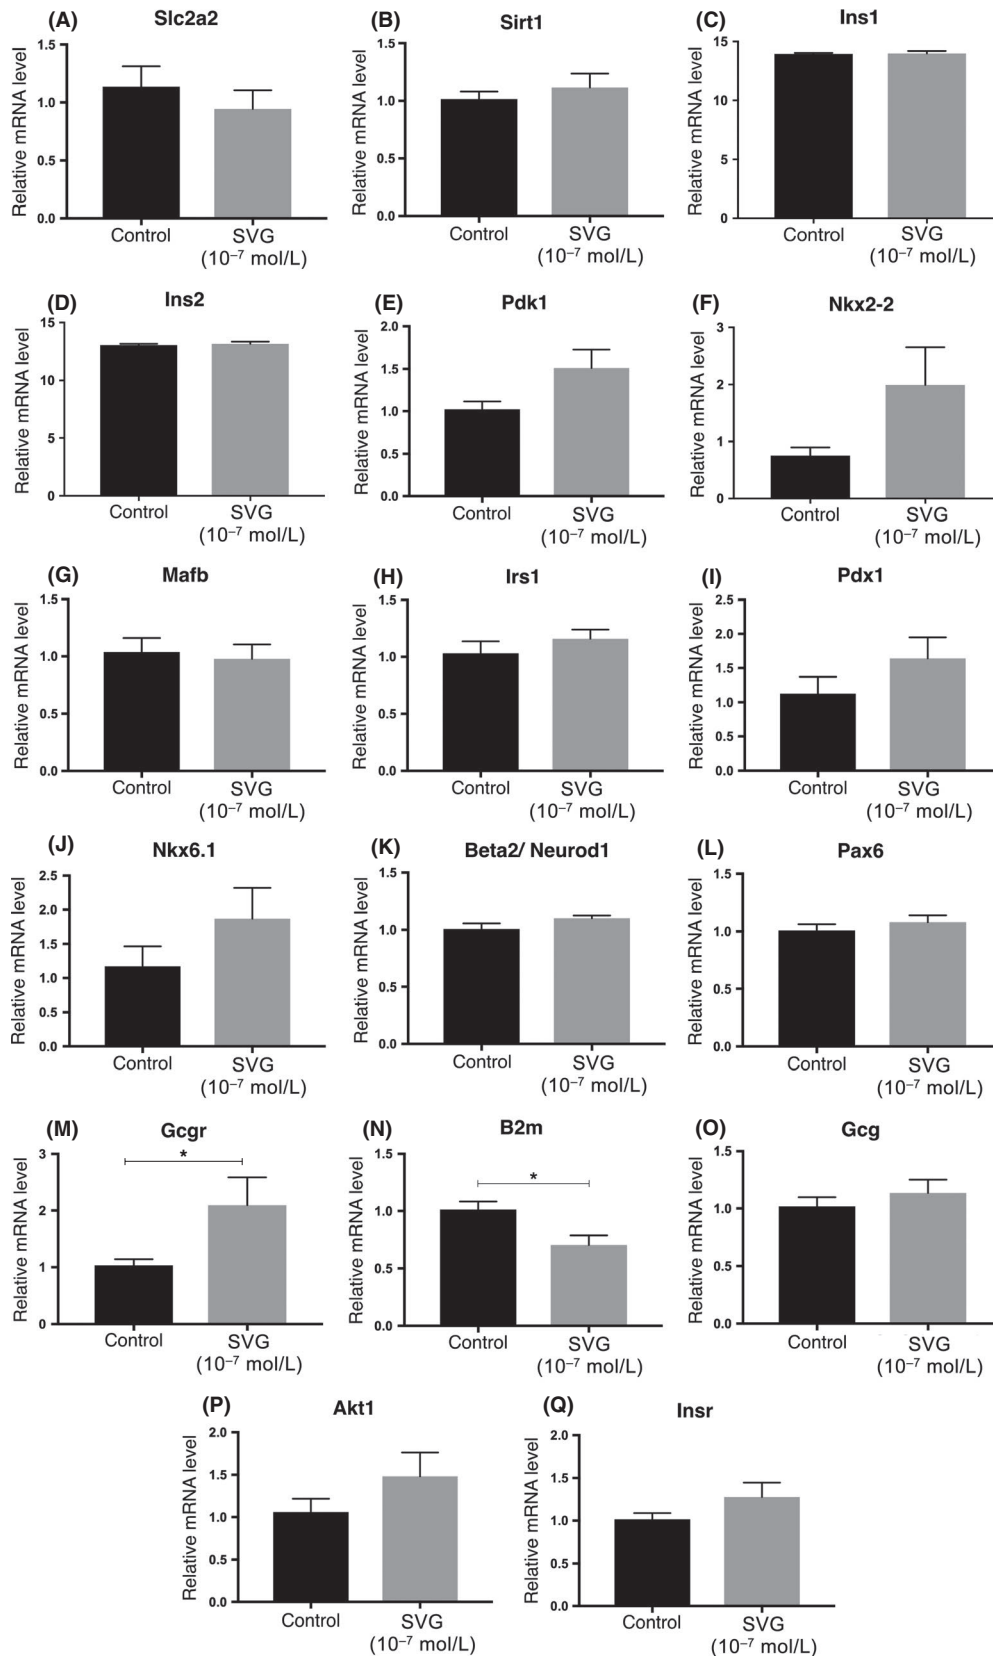 (A) Slc2a2
Relative mRNA level
1.5
1.0
0.5
0.0
Control SVG
(10⁻⁷ mol/L)
(B) Sirt1
Relative mRNA level
1.5
1.0
0.5
0.0
Control SVG
(10⁻⁷ mol/L)
(C) Ins1
Relative mRNA level
15
10
5
0
Control SVG
(10⁻⁷ mol/L)
(D) Ins2
Relative mRNA level
15
10
5
0
Control SVG
(10⁻⁷ mol/L)
(E) Pdk1
Relative mRNA level
2.0
1.5
1.0
0.5
0.0
Control SVG
(10⁻⁷ mol/L)
(F) Nkx2-2
Relative mRNA level
3
2
1
0
Control SVG
(10⁻⁷ mol/L)
(G) Mafb
Relative mRNA level
1.5
1.0
0.5
0.0
Control SVG
(10⁻⁷ mol/L)
(H) Irs1
Relative mRNA level
1.5
1.0
0.5
0.0
Control SVG
(10⁻⁷ mol/L)
(I) Pdx1
Relative mRNA level
2.5
2.0
1.5
1.0
0.5
0.0
Control SVG
(10⁻⁷ mol/L)
(J) Nkx6.1
Relative mRNA level
2.5
2.0
1.5
1.0
0.5
0.0
Control SVG
(10⁻⁷ mol/L)
(K) Beta2/ Neurod1
Relative mRNA level
1.5
1.0
0.5
0.0
Control SVG
(10⁻⁷ mol/L)
(L) Pax6
Relative mRNA level
1.5
1.0
0.5
0.0
Control SVG
(10⁻⁷ mol/L)
(M) Gcgr
Relative mRNA level
3
2
1
0
*
Control SVG
(10⁻⁷ mol/L)
(N) B2m
Relative mRNA level
1.5
1.0
0.5
0.0
*
Control SVG
(10⁻⁷ mol/L)
(O) Gcg
Relative mRNA level
1.5
1.0
0.5
0.0
Control SVG
(10⁻⁷ mol/L)
(P) Akt1
Relative mRNA level
2.0
1.5
1.0
0.5
0.0
Control SVG
(10⁻⁷ mol/L)
(Q) Insr
Relative mRNA level
2.0
1.5
1.0
0.5
0.0
Control SVG
(10⁻⁷ mol/L)